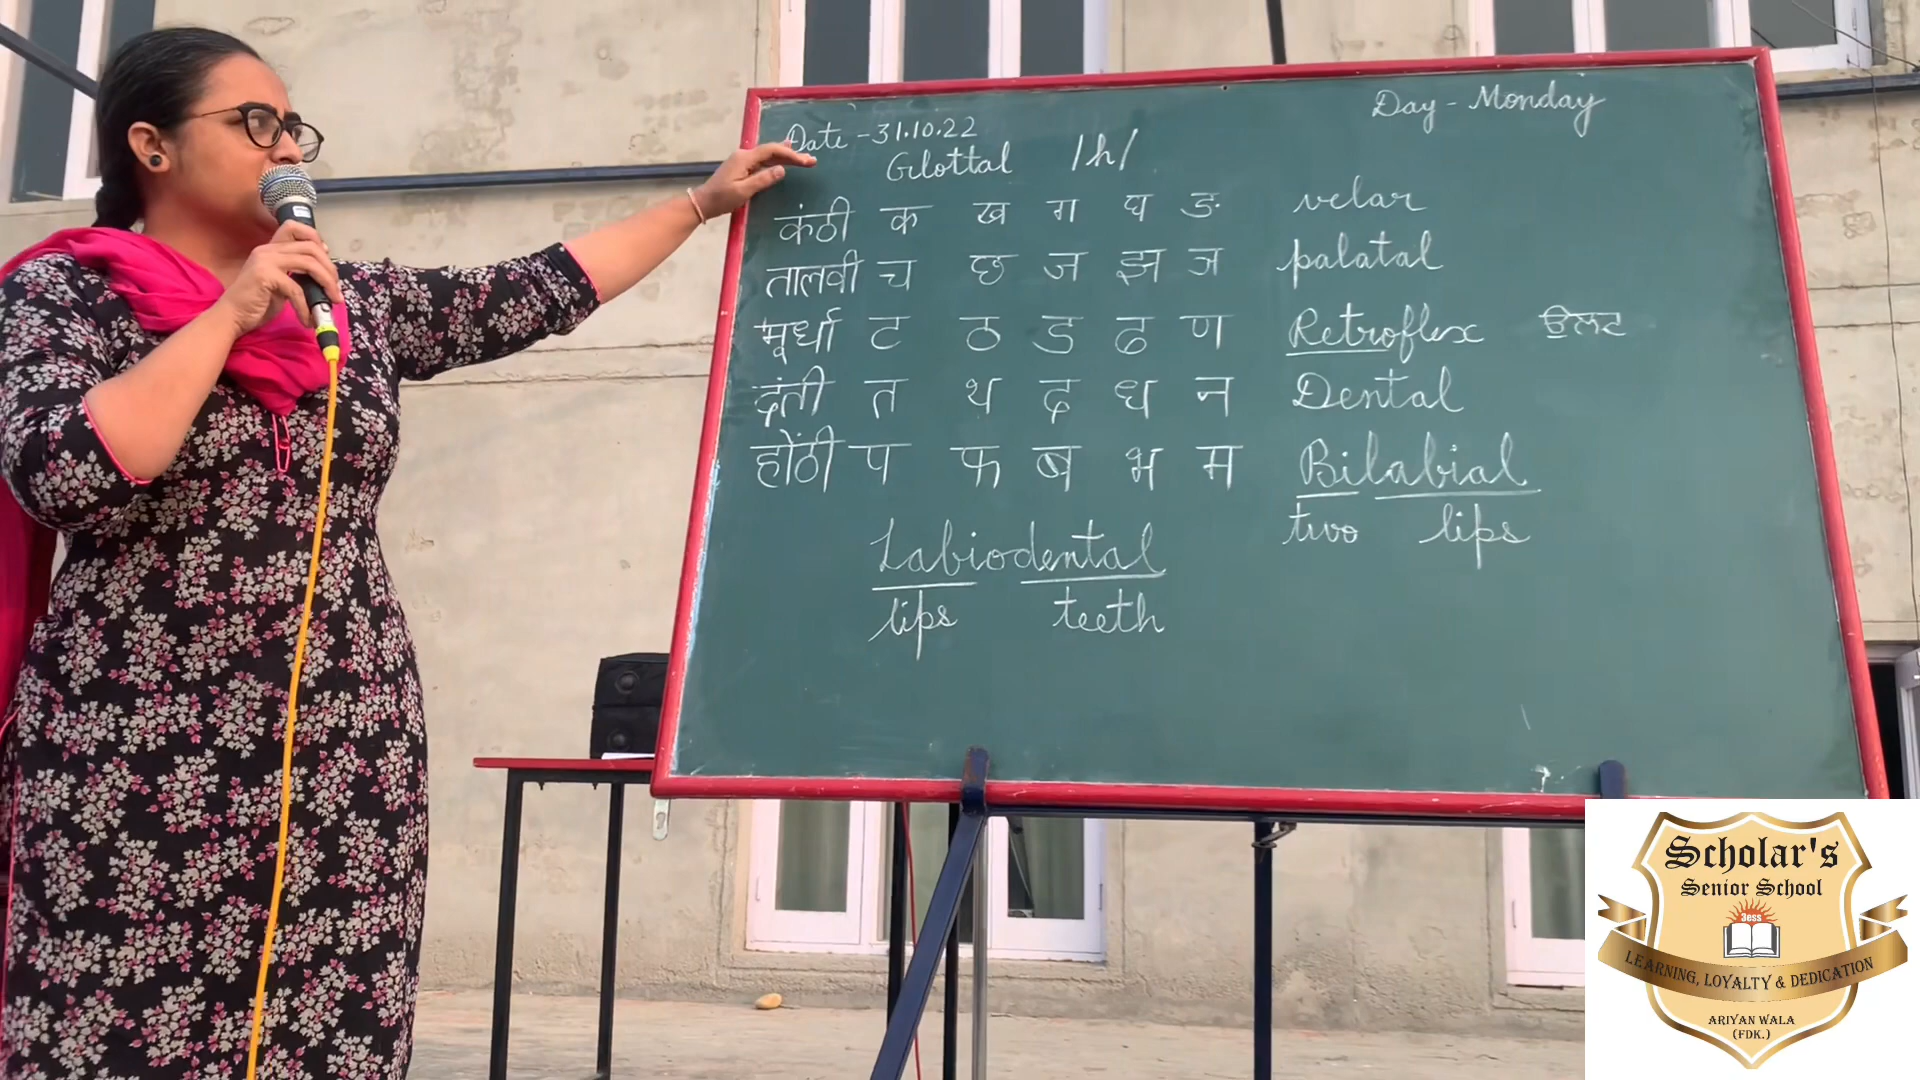 Date - 31.10.22 Day - Monday
Glottal /h/
कंठी क ख ग घ ङ velar
तालवी च छ ज झ ञ palatal
मूर्धा ट ठ ड ढ ण Retroflex ਉਲਟ
दंती त थ द ध न Dental
होंठी प फ ब भ म Bilabial
two lips
Labiodental
lips teeth
Scholar's
Senior School
3ess
LEARNING, LOYALTY & DEDICATION
ARIYAN WALA
(FDK.)